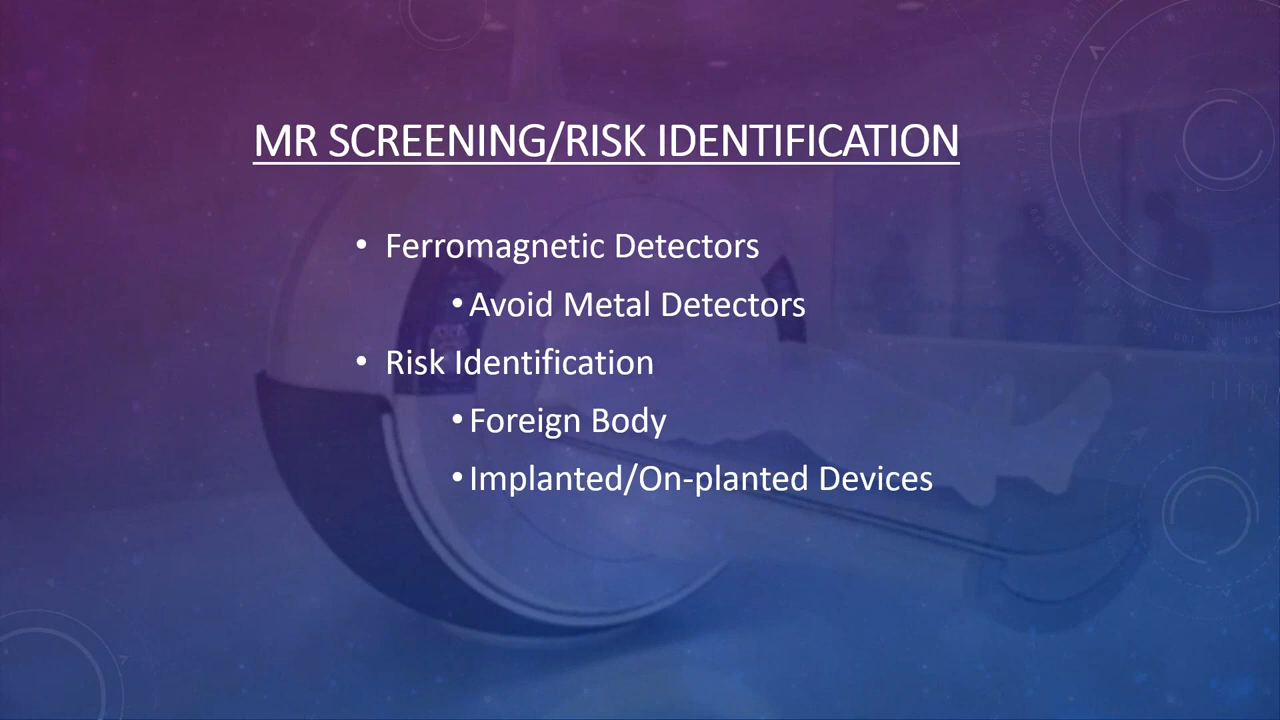 MR SCREENING/RISK IDENTIFICATION
• Ferromagnetic Detectors
• Avoid Metal Detectors
• Risk Identification
• Foreign Body
• Implanted/On-planted Devices